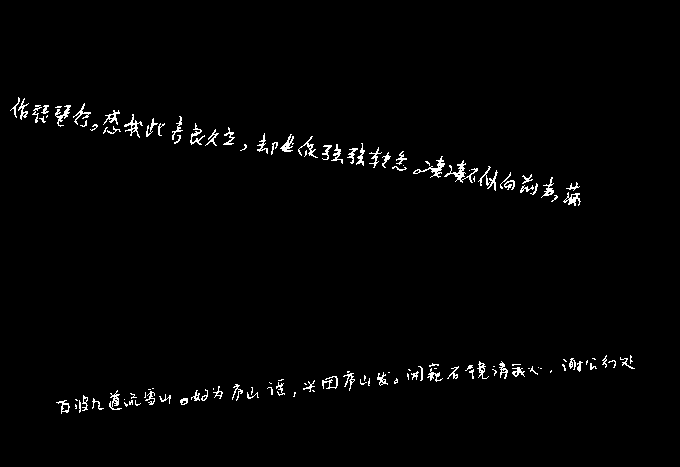 作琵琶行。感我此言良久立,却坐促弦弦转急。凄凄不似向前声,满
白波九道流雪山。好为庐山谣,兴因庐山发。闲窥石镜清我心,谢公行处